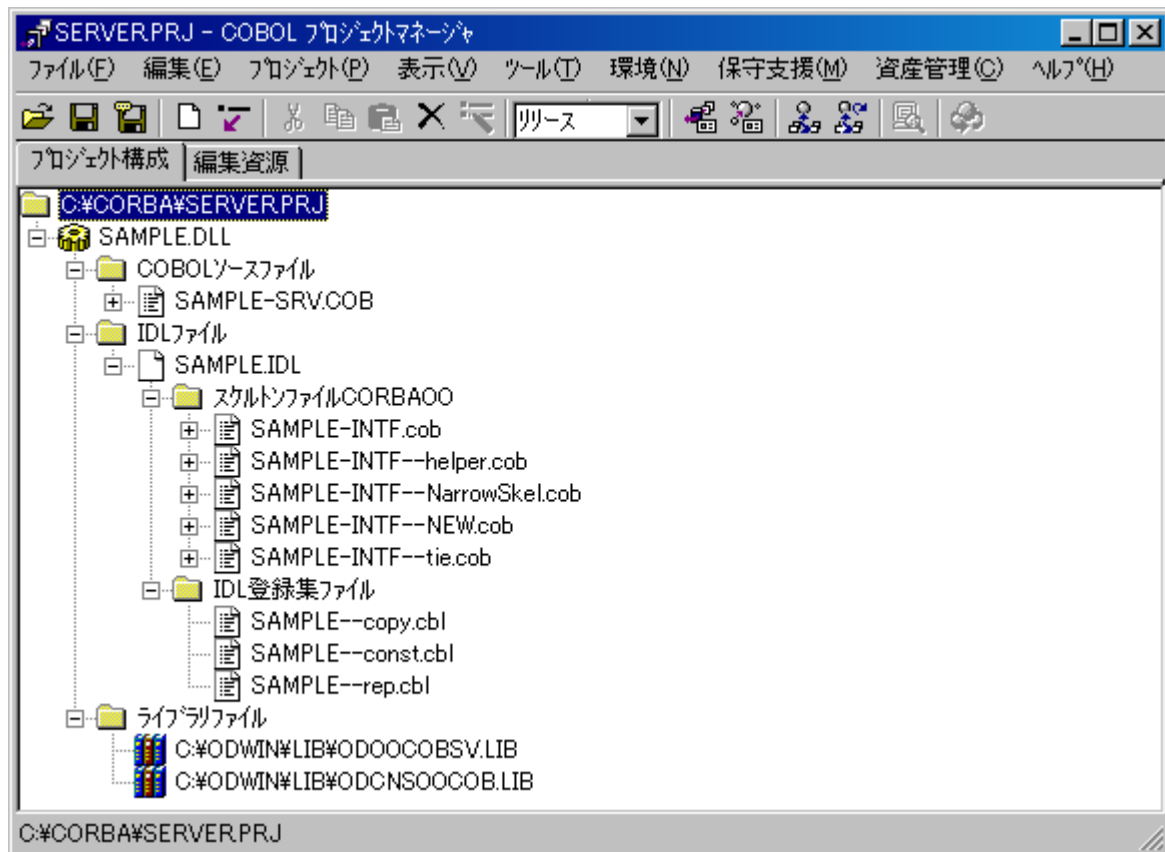 SERVER.PRJ - COBOL ﾌﾟﾛｼﾞｪｸﾄﾏﾈｰｼﾞｬ
ﾌｧｲﾙ(F) 編集(E) ﾌﾟﾛｼﾞｪｸﾄ(P) 表示(V) ﾂｰﾙ(T) 環境(N) 保守支援(M) 資産管理(C) ﾍﾙﾌﾟ(H)
ﾘﾘｰｽ
ﾌﾟﾛｼﾞｪｸﾄ構成 編集資源
C:¥CORBA¥SERVER.PRJ
SAMPLE.DLL
COBOLｿｰｽﾌｧｲﾙ
SAMPLE-SRV.COB
IDLﾌｧｲﾙ
SAMPLE.IDL
ｽｹﾙﾄﾝﾌｧｲﾙCORBAOO
SAMPLE-INTF.cob
SAMPLE-INTF--helper.cob
SAMPLE-INTF--NarrowSkel.cob
SAMPLE-INTF--NEW.cob
SAMPLE-INTF--tie.cob
IDL登録集ﾌｧｲﾙ
SAMPLE--copy.cbl
SAMPLE--const.cbl
SAMPLE--rep.cbl
ﾗｲﾌﾞﾗﾘﾌｧｲﾙ
C:¥ODWIN¥LIB¥ODOOCOBSV.LIB
C:¥ODWIN¥LIB¥ODCNSOOCOB.LIB
C:¥CORBA¥SERVER.PRJ